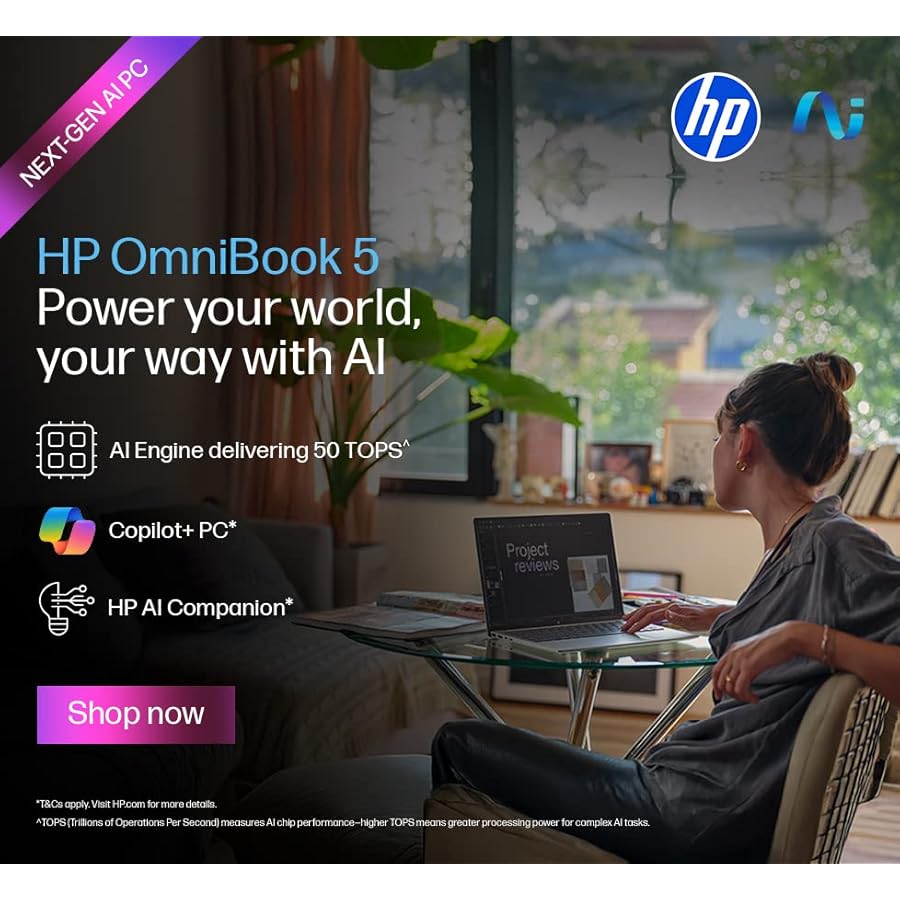 NEXT-GEN AI PC
hp
HP OmniBook 5
Power your world,
your way with AI
AI Engine delivering 50 TOPS^
Copilot+ PC*
HP AI Companion*
Project
reviews
Shop now
*T&Cs apply. Visit HP.com for more details.
^TOPS (Trillions of Operations Per Second) measures AI chip performance–higher TOPS means greater processing power for complex AI tasks.